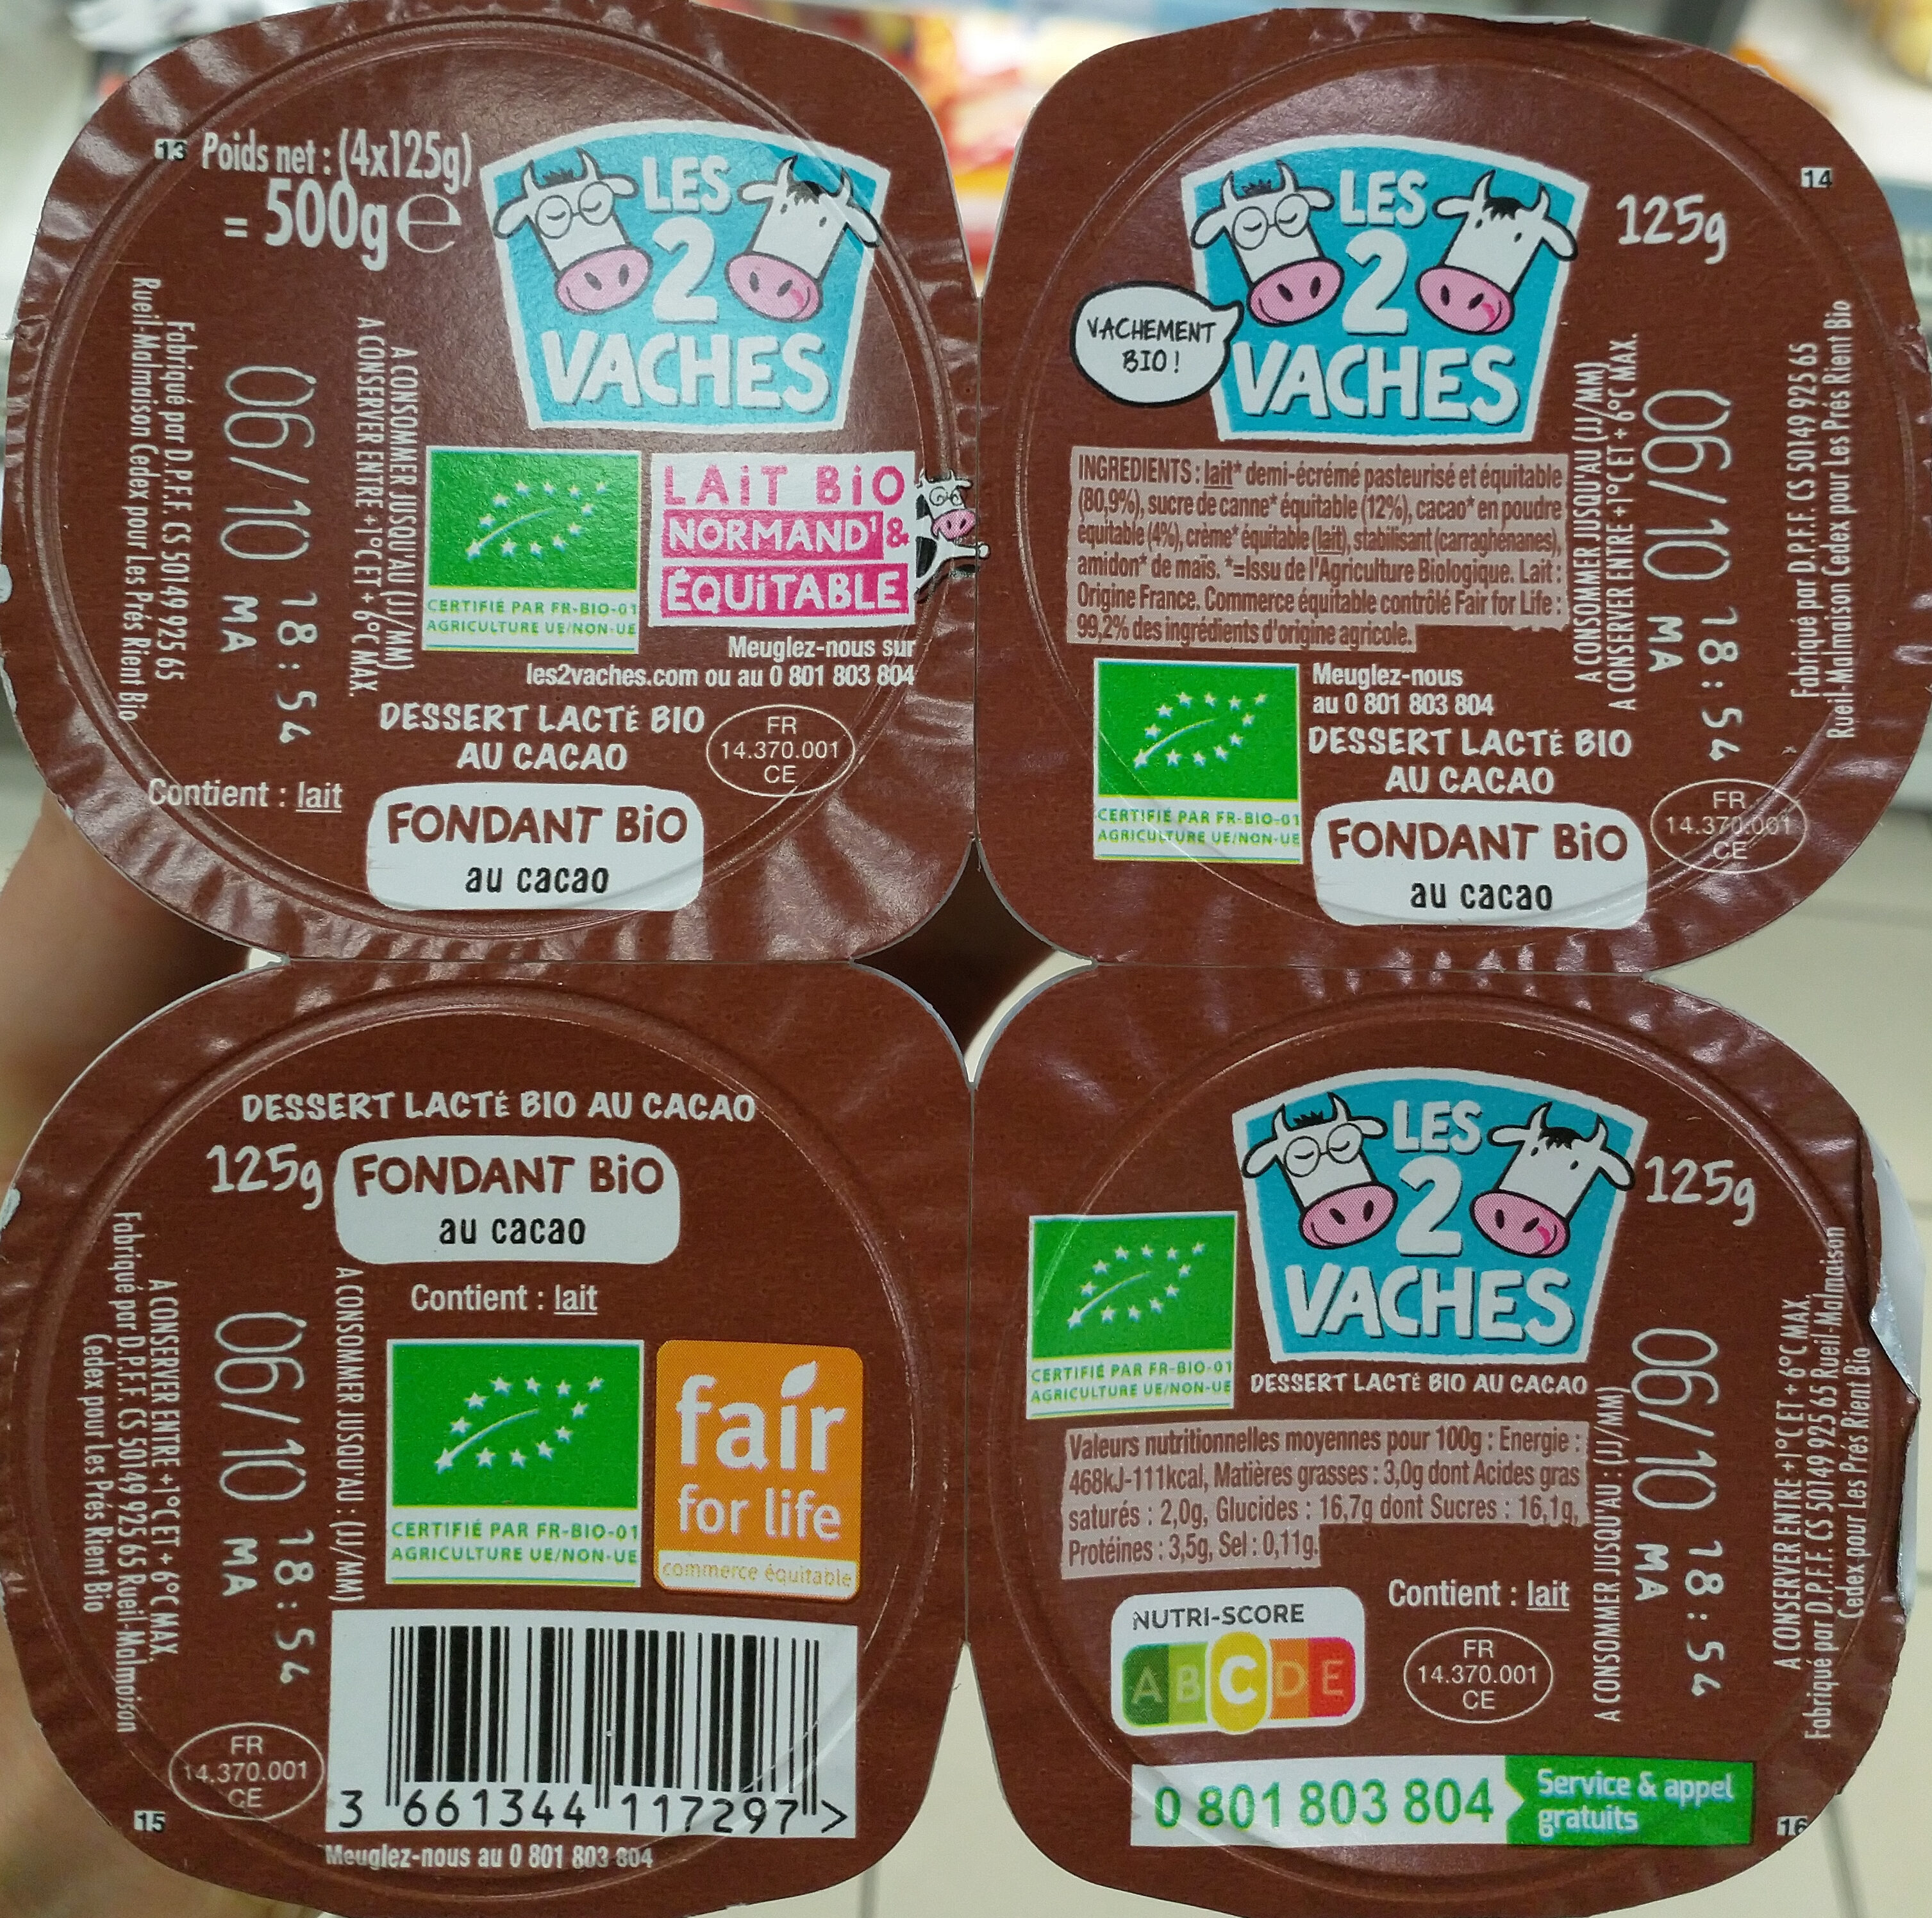 13
Poids net : (4x125g)
= 500g e
LES
2
VACHES
Fabriqué par D.P.F.F. CS 50149 925 65
Rueil-Malmaison Cedex pour Les Prés Rient Bio
06/10 18:54
MA
A CONSOMMER JUSQU'AU (JJ/MM)
A CONSERVER ENTRE +1°C ET + 6°C MAX.
CERTIFIÉ PAR FR-BIO-01
AGRICULTURE UE/NON-UE
LAiT BiO
NORMAND¹ &
ÉQUiTABLE
Meuglez-nous sur
les2vaches.com ou au 0 801 803 804
DESSERT LACTÉ BIO
AU CACAO
FR
14.370.001
CE
Contient : lait
FONDANT BiO
au cacao
14
LES
2
VACHES
125g
VACHEMENT
BIO !
INGREDIENTS : lait* demi-écrémé pasteurisé et équitable
(80,9%), sucre de canne* équitable (12%), cacao* en poudre
équitable (4%), crème* équitable (lait), stabilisant (carraghénanes),
amidon* de maïs. *=Issu de l'Agriculture Biologique. Lait :
Origine France. Commerce équitable contrôlé Fair for Life :
99,2% des ingrédients d'origine agricole.
A CONSOMMER JUSQU'AU (JJ/MM)
A CONSERVER ENTRE +1°C ET + 6°C MAX.
06/10 18:54
MA
Fabriqué par D.P.F.F. CS 50149 925 65
Rueil-Malmaison Cedex pour Les Prés Rient Bio
CERTIFIÉ PAR FR-BIO-01
AGRICULTURE UE/NON-UE
Meuglez-nous
au 0 801 803 804
DESSERT LACTÉ BIO
AU CACAO
FONDANT BiO
au cacao
FR
14.370.001
CE
DESSERT LACTÉ BIO AU CACAO
125g
FONDANT BiO
au cacao
Contient : lait
A CONSOMMER JUSQU'AU : (JJ/MM)
06/10 18:54
MA
A CONSERVER ENTRE +1°C ET + 6°C MAX.
Fabriqué par D.P.F.F. CS 50149 925 65 Rueil-Malmaison
Cedex pour Les Prés Rient Bio
CERTIFIÉ PAR FR-BIO-01
AGRICULTURE UE/NON-UE
fair
for life
commerce équitable
FR
14.370.001
CE
3 661344 117297 >
15
Meuglez-nous au 0 801 803 804
LES
2
VACHES
125g
CERTIFIÉ PAR FR-BIO-01
AGRICULTURE UE/NON-UE
DESSERT LACTÉ BIO AU CACAO
Valeurs nutritionnelles moyennes pour 100g : Energie :
468kJ-111kcal, Matières grasses : 3,0g dont Acides gras
saturés : 2,0g, Glucides : 16,7g dont Sucres : 16,1g,
Protéines : 3,5g, Sel : 0,11g.
A CONSOMMER JUSQU'AU : (JJ/MM)
06/10 18:54
MA
A CONSERVER ENTRE +1°C ET + 6°C MAX
Fabriqué par D.P.F.F. CS 50149 925 65 Rueil-Malmaison
Cedex pour Les Prés Rient Bio
Contient : lait
NUTRI-SCORE
A B C D E
FR
14.370.001
CE
0 801 803 804
Service & appel
gratuits
16